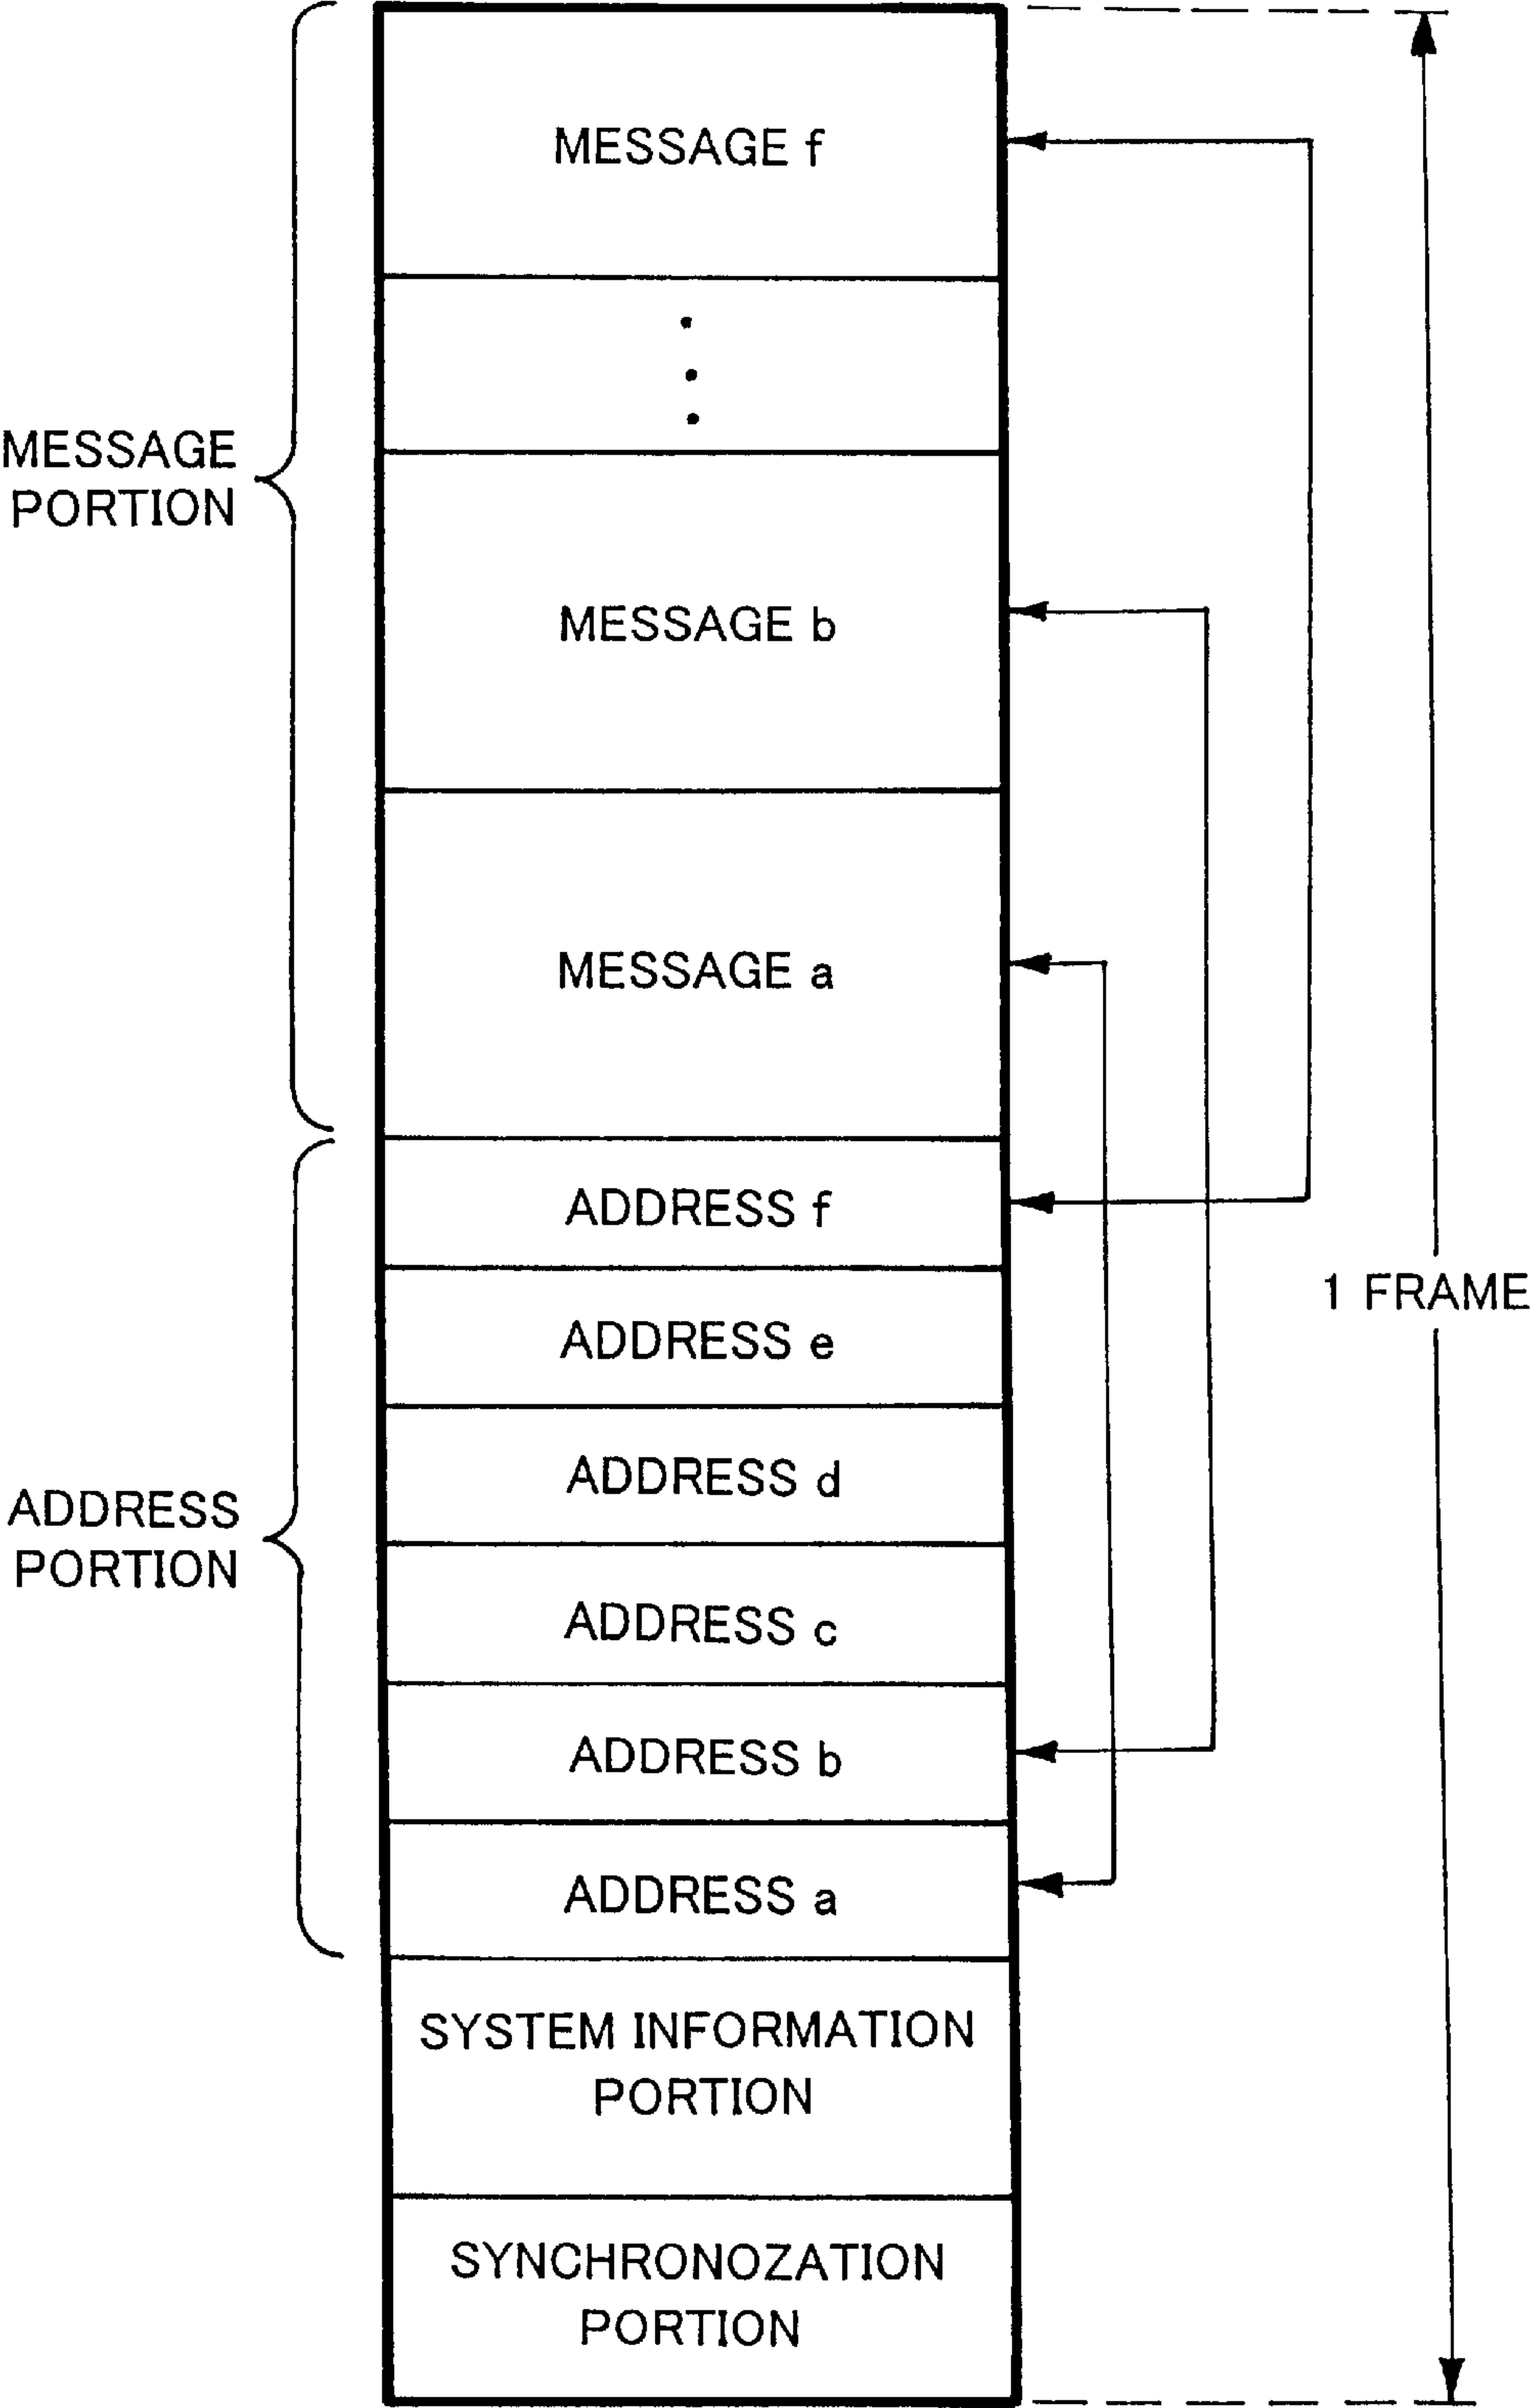 MESSAGE f
MESSAGE
PORTION
MESSAGE b
MESSAGE a
ADDRESS f
1 FRAME
ADDRESS e
ADDRESS d
ADDRESS
PORTION
ADDRESS c
ADDRESS b
ADDRESS a
SYSTEM INFORMATION
PORTION
SYNCHRONOZATION
PORTION